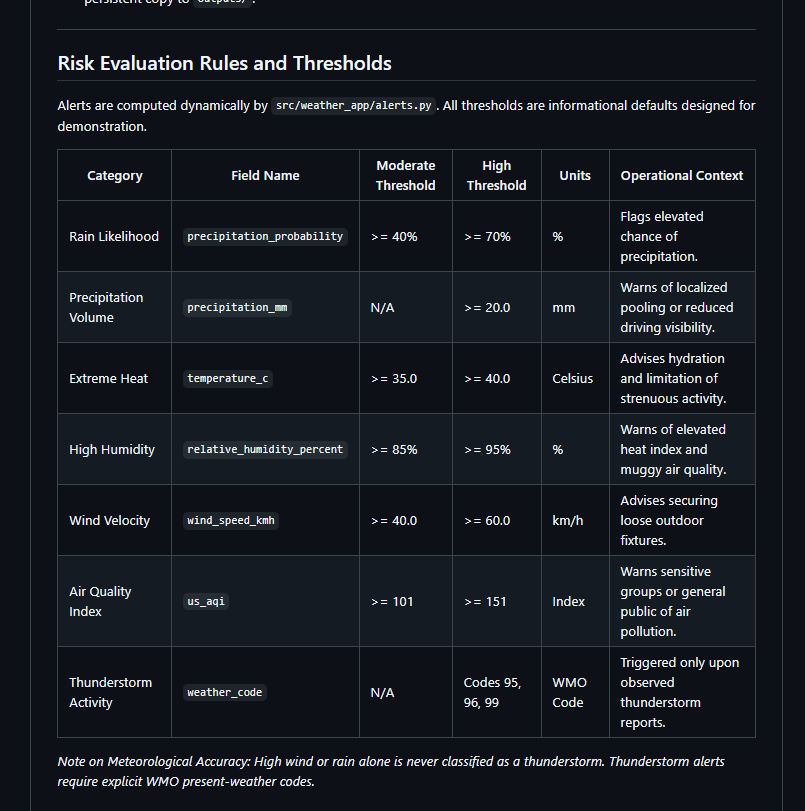 persistent copy to outputs/ .
Risk Evaluation Rules and Thresholds
Alerts are computed dynamically by src/weather_app/alerts.py . All thresholds are informational defaults designed for
demonstration.
Category
Field Name
Moderate
Threshold
High
Threshold
Units
Operational Context
Rain Likelihood
precipitation_probability
>= 40%
>= 70%
%
Flags elevated
chance of
precipitation.
Precipitation
Volume
precipitation_mm
N/A
>= 20.0
mm
Warns of localized
pooling or reduced
driving visibility.
Extreme Heat
temperature_c
>= 35.0
>= 40.0
Celsius
Advises hydration
and limitation of
strenuous activity.
High Humidity
relative_humidity_percent
>= 85%
>= 95%
%
Warns of elevated
heat index and
muggy air quality.
Wind Velocity
wind_speed_kmh
>= 40.0
>= 60.0
km/h
Advises securing
loose outdoor
fixtures.
Air Quality
Index
us_aqi
>= 101
>= 151
Index
Warns sensitive
groups or general
public of air
pollution.
Thunderstorm
Activity
weather_code
N/A
Codes 95,
96, 99
WMO
Code
Triggered only upon
observed
thunderstorm
reports.
Note on Meteorological Accuracy: High wind or rain alone is never classified as a thunderstorm. Thunderstorm alerts
require explicit WMO present-weather codes.